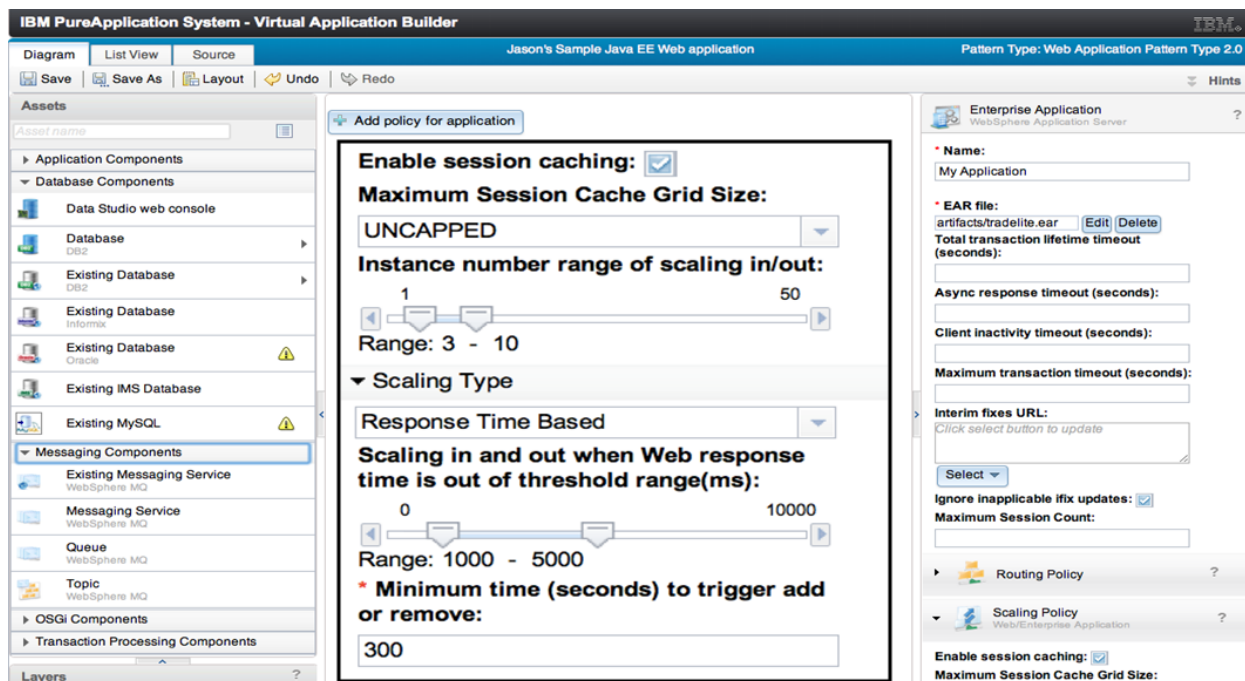 IBM PureApplication System - Virtual Application Builder
IBM
Diagram
List View
Source
Jason's Sample Java EE Web application
Pattern Type: Web Application Pattern Type 2.0
Save
Save As
Layout
Undo
Redo
Hints
Assets
Asset name
Application Components
Database Components
Data Studio web console
Database
DB2
Existing Database
DB2
Existing Database
Informix
Existing Database
Oracle
Existing IMS Database
Existing MySQL
Messaging Components
Existing Messaging Service
WebSphere MQ
Messaging Service
WebSphere MQ
Queue
WebSphere MQ
Topic
WebSphere MQ
OSGi Components
Transaction Processing Components
Layers
?
Add policy for application
Enable session caching:
Maximum Session Cache Grid Size:
UNCAPPED
Instance number range of scaling in/out:
1 50
Range: 3 - 10
Scaling Type
Response Time Based
Scaling in and out when Web response
time is out of threshold range(ms):
0 10000
Range: 1000 - 5000
* Minimum time (seconds) to trigger add
or remove:
300
Enterprise Application
?
WebSphere Application Server
* Name:
My Application
* EAR file:
artifacts/tradelite.ear Edit Delete
Total transaction lifetime timeout
(seconds):
Async response timeout (seconds):
Client inactivity timeout (seconds):
Maximum transaction timeout (seconds):
Interim fixes URL:
Click select button to update
Select
Ignore inapplicable ifix updates:
Maximum Session Count:
Routing Policy
?
Scaling Policy
?
Web/Enterprise Application
Enable session caching:
Maximum Session Cache Grid Size: